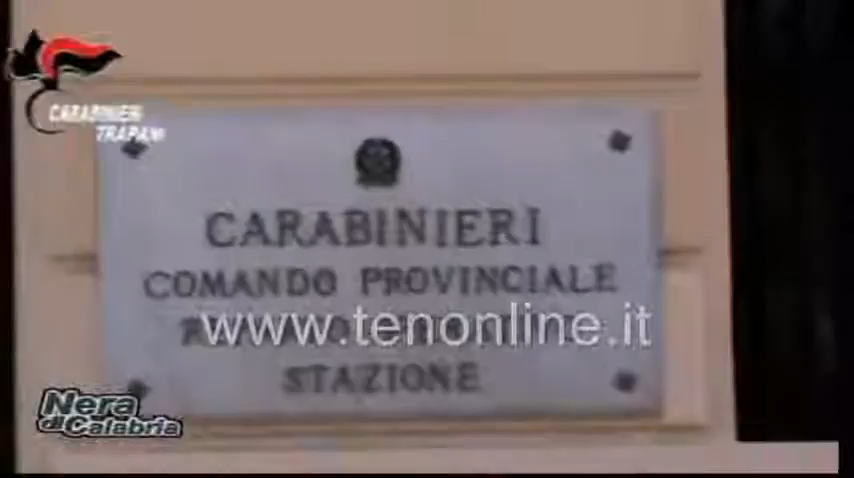 CARABINIERI
TRAPANI
CARABINIERI
COMANDO PROVINCIALE
www.tenonline.it
STAZIONE
Nera
di Calabria